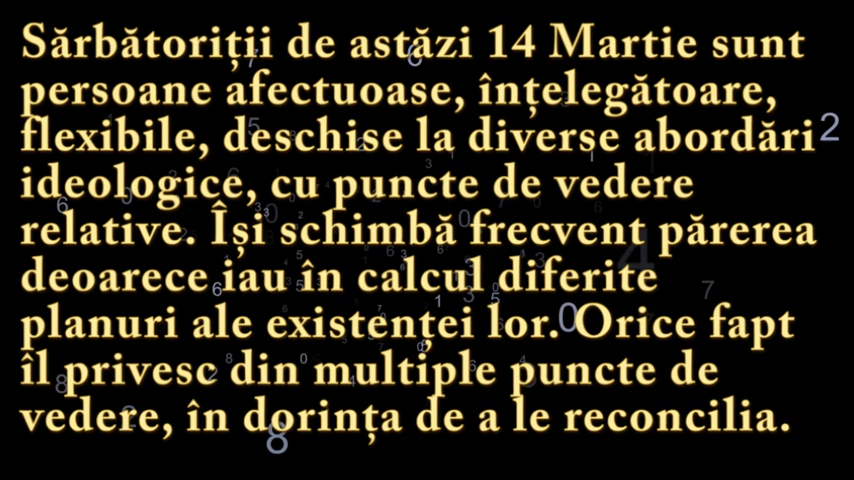 Sărbătoriții de astăzi 14 Martie sunt
persoane afectuoase, înțelegătoare,
flexibile, deschise la diverse abordări
ideologice, cu puncte de vedere
relative. Își schimbă frecvent părerea
deoarece iau în calcul diferite
planuri ale existenței lor. Orice fapt
îl privesc din multiple puncte de
vedere, în dorința de a le reconcilia.